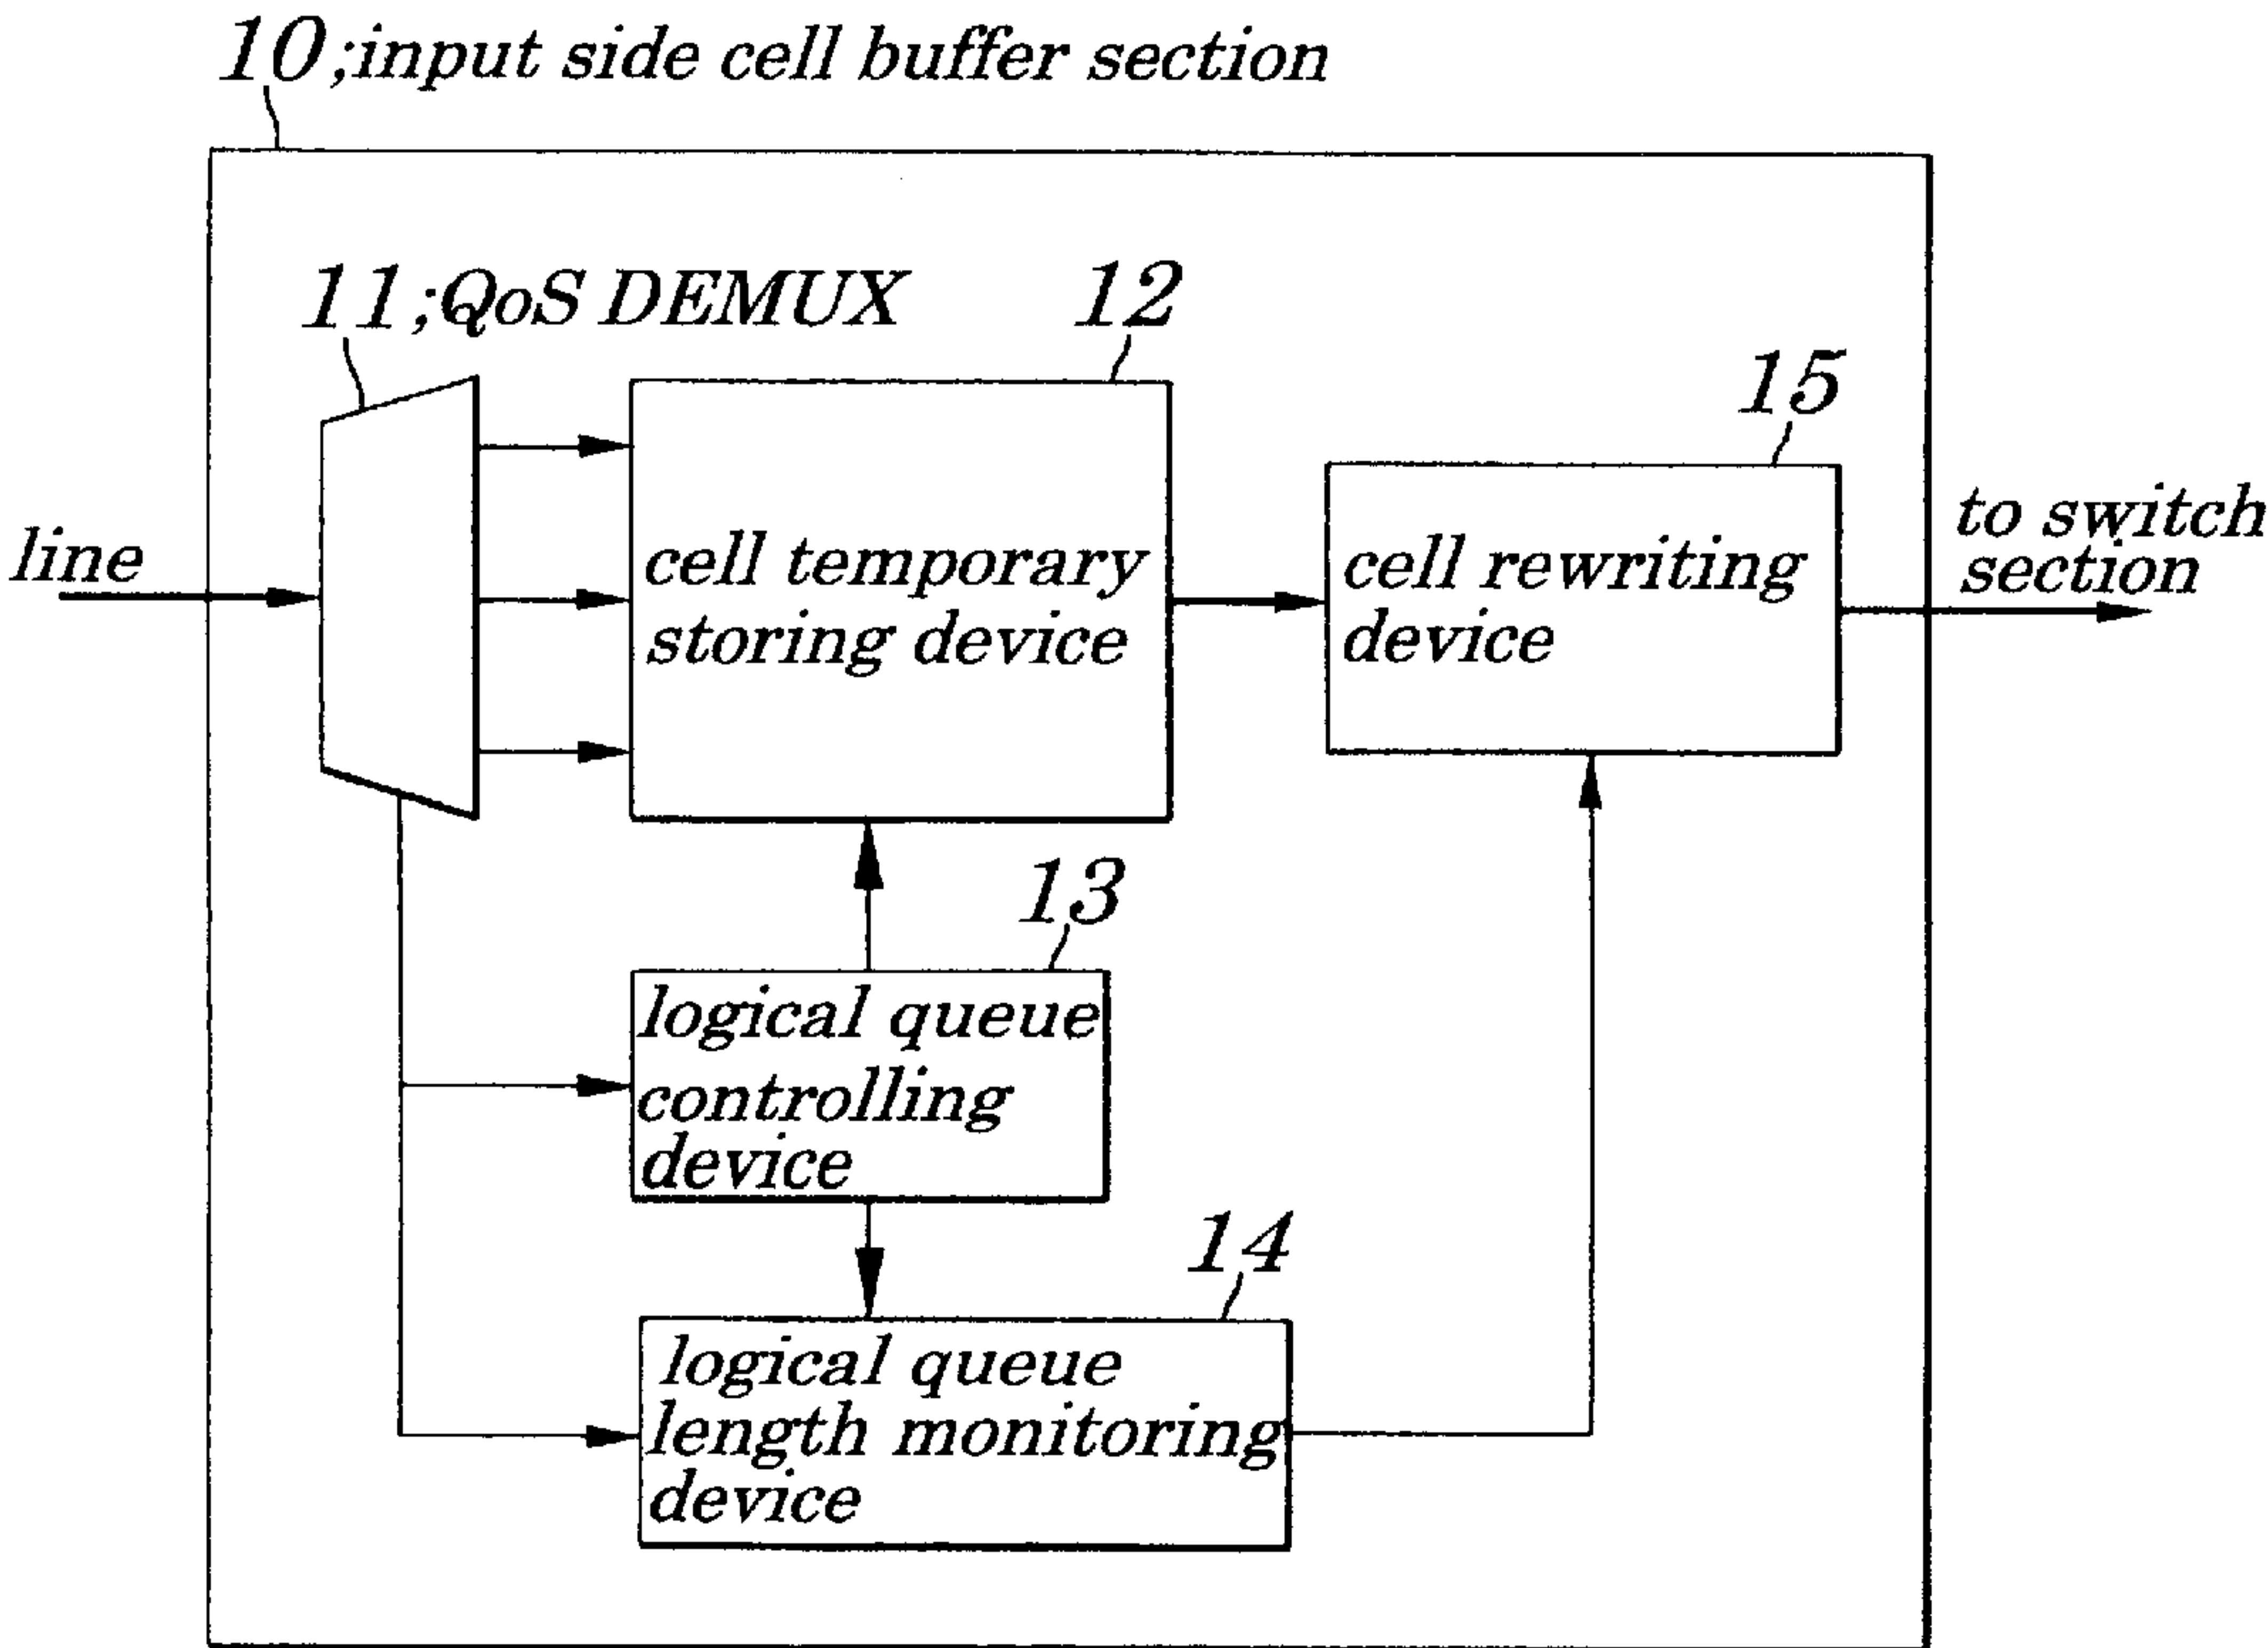 10;input side cell buffer section
11;QoS DEMUX
12
15
line
cell temporary
storing device
cell rewriting
device
to switch
section
13
logical queue
controlling
device
14
logical queue
length monitoring
device